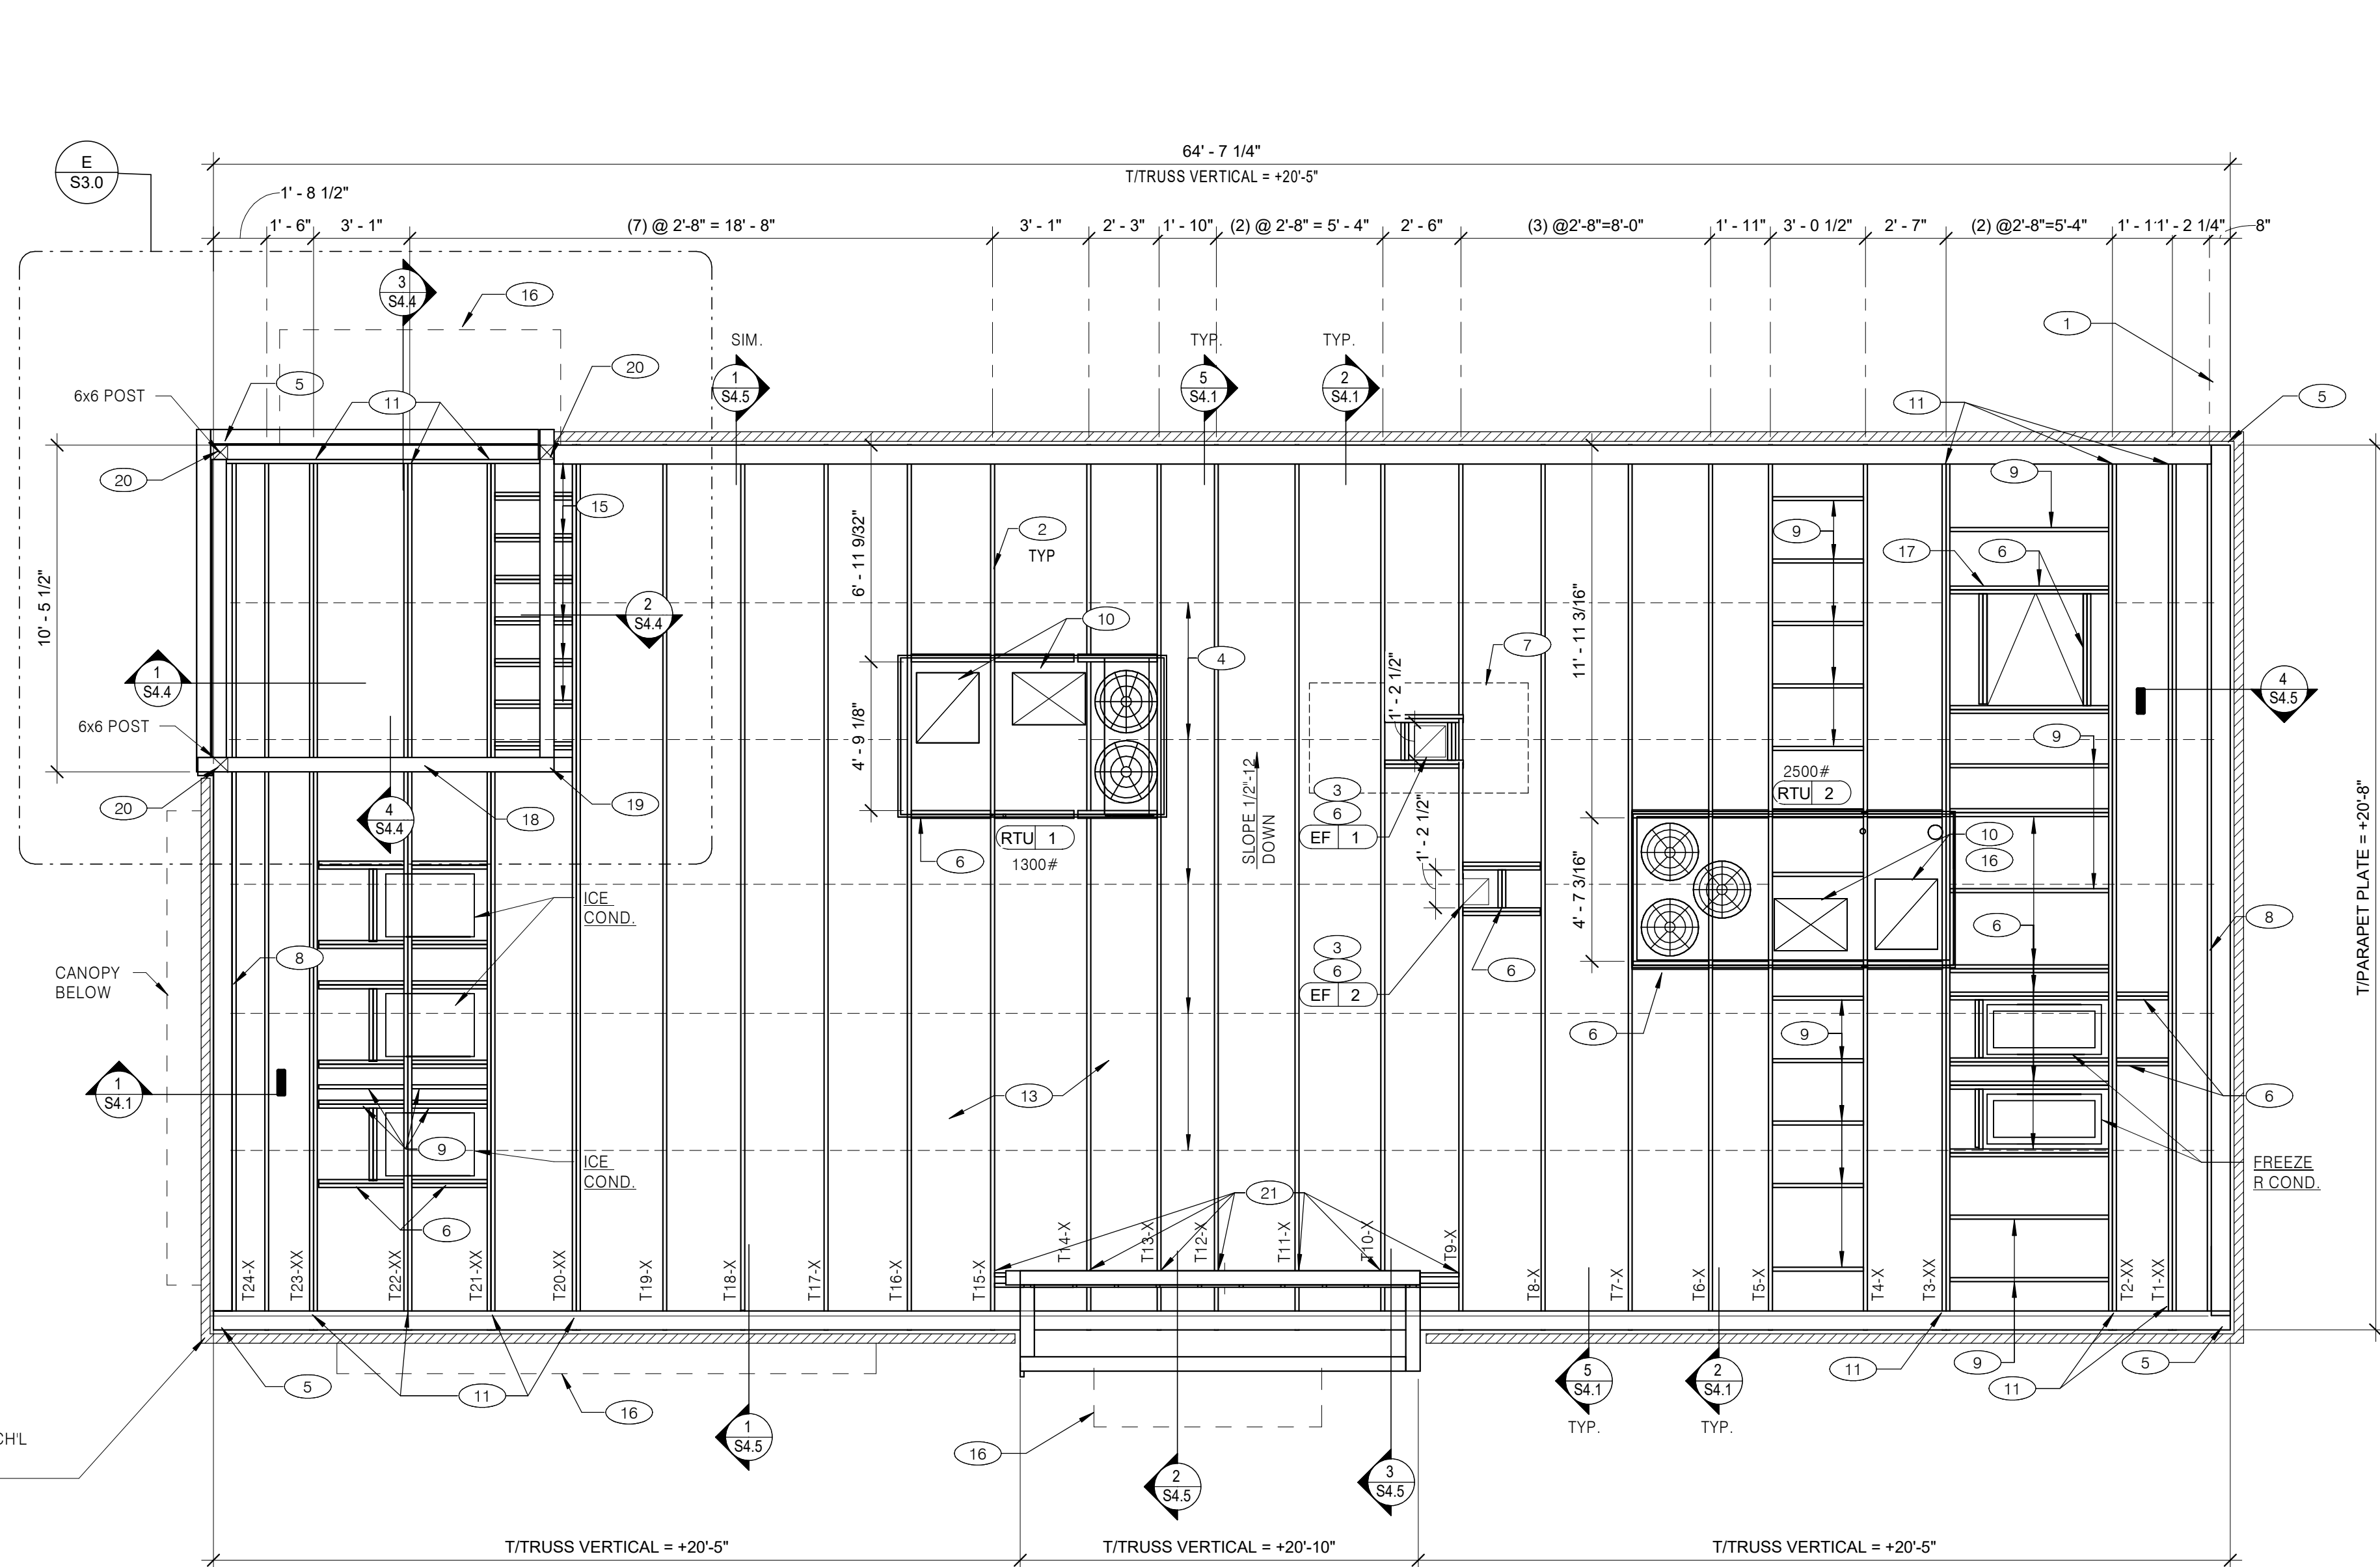 64' - 7 1/4"
T/TRUSS VERTICAL = +20'-5"
E
S3.0
1' - 8 1/2"
1' - 6"
3' - 1"
(7) @ 2'-8" = 18' - 8"
3' - 1"
2' - 3"
1' - 10"
(2) @ 2'-8" = 5' - 4"
2' - 6"
(3) @2'-8"=8'-0"
1' - 11"
3' - 0 1/2"
2' - 7"
(2) @2'-8"=5'-4"
1' - 1
1' - 2 1/4"
8"
3
S4.4
16
1
SIM.
TYP.
TYP.
20
1
S4.5
5
S4.1
2
S4.1
5
6x6 POST
11
11
5
20
9
15
2
TYP
9
17
6
6' - 11 9/32"
11' - 11 3/16"
10' - 5 1/2"
2
S4.4
10
4
7
1' - 2 1/2"
1
S4.4
4
S4.5
6x6 POST
4' - 9 1/8"
9
SLOPE 1/2"-12
DOWN
2500#
RTU 2
3
6
EF 1
20
18
19
4
S4.4
1' - 2 1/2"
RTU 1
1300#
6
10
16
T/PARAPET PLATE = +20'-8"
4' - 7 3/16"
ICE
COND.
8
6
8
3
6
EF 2
6
CANOPY
BELOW
8
6
9
1
S4.1
13
6
9
ICE
COND.
FREEZE
R COND.
21
6
T24-X
T23-XX
T22-XX
T21-XX
T20-XX
T19-X
T18-X
T17-X
T16-X
T15-X
T14-X
T13-X
T12-X
T11-X
T10-X
T9-X
T8-X
T7-X
T6-X
T5-X
T4-X
T3-XX
T2-XX
T1-XX
5
11
16
5
S4.1
TYP.
2
S4.1
TYP.
11
9
11
5
CH'L
1
S4.5
16
2
S4.5
3
S4.5
T/TRUSS VERTICAL = +20'-5"
T/TRUSS VERTICAL = +20'-10"
T/TRUSS VERTICAL = +20'-5"